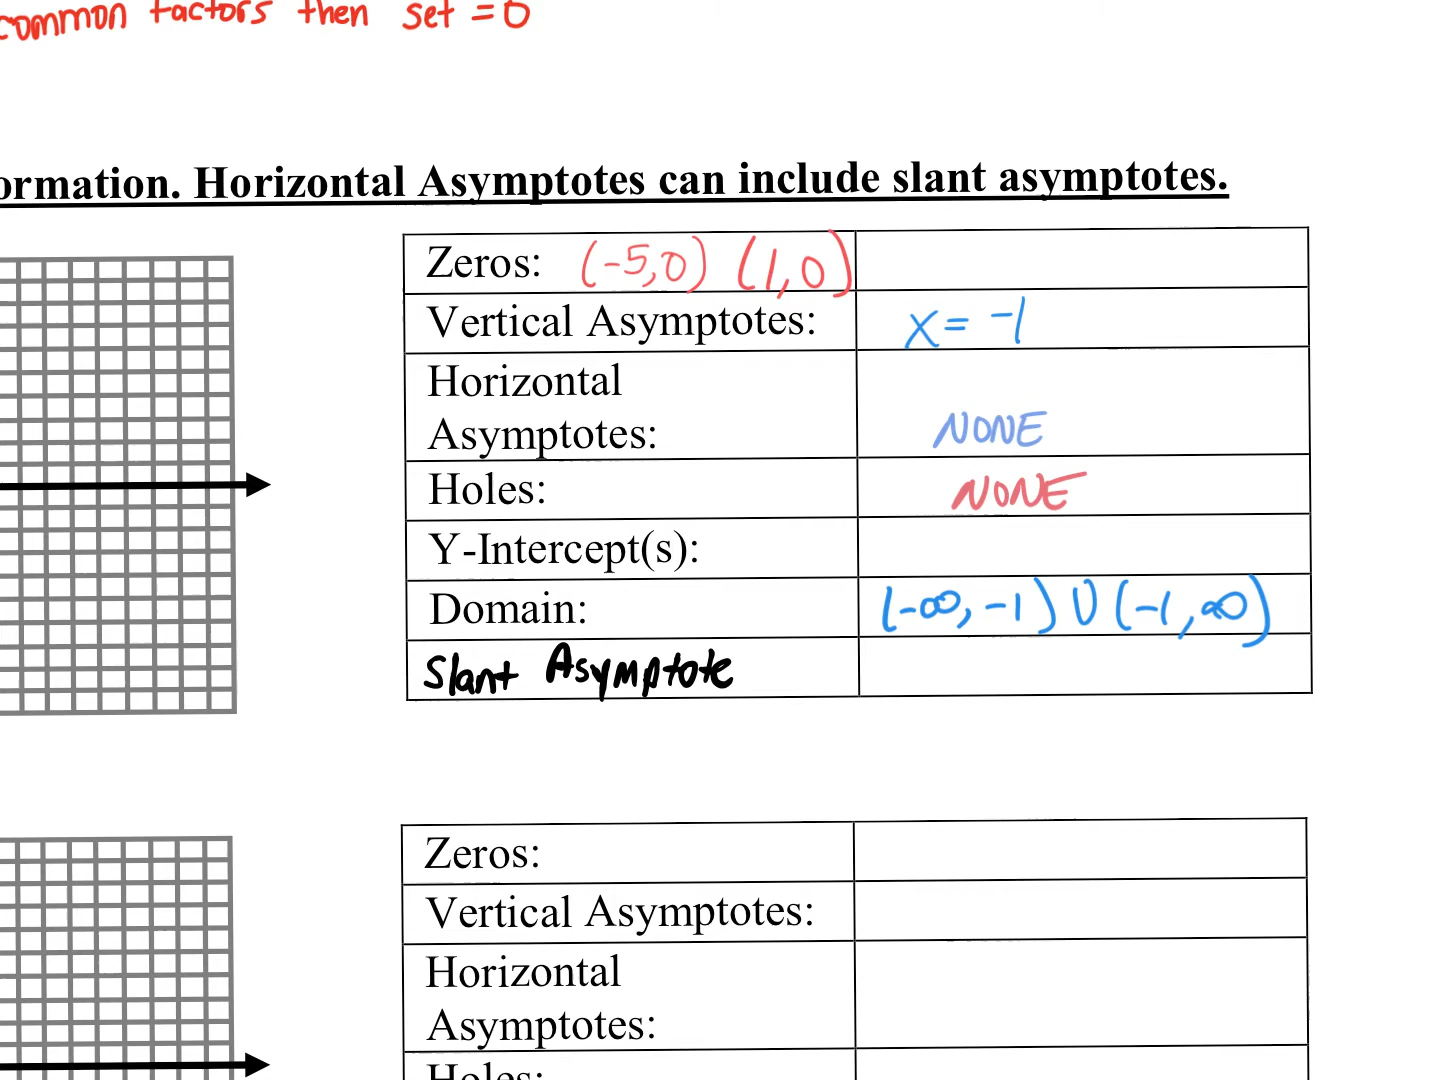 common factors then set = 0
ormation. Horizontal Asymptotes can include slant asymptotes.
Zeros: (-5,0) (1,0)
Vertical Asymptotes: x = -1
Horizontal
Asymptotes: NONE
Holes: NONE
Y-Intercept(s):
Domain: (-∞, -1) U (-1, ∞)
Slant Asymptote
Zeros:
Vertical Asymptotes:
Horizontal
Asymptotes:
Holes: